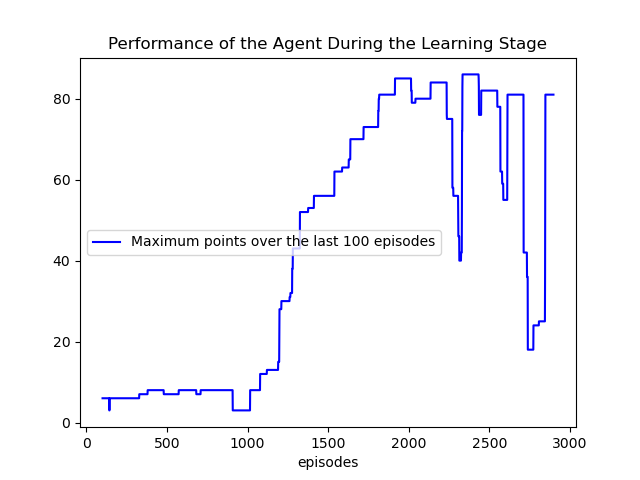 Performance of the Agent During the Learning Stage
80
60
Maximum points over the last 100 episodes
40
20
0
0 500 1000 1500 2000 2500 3000
episodes